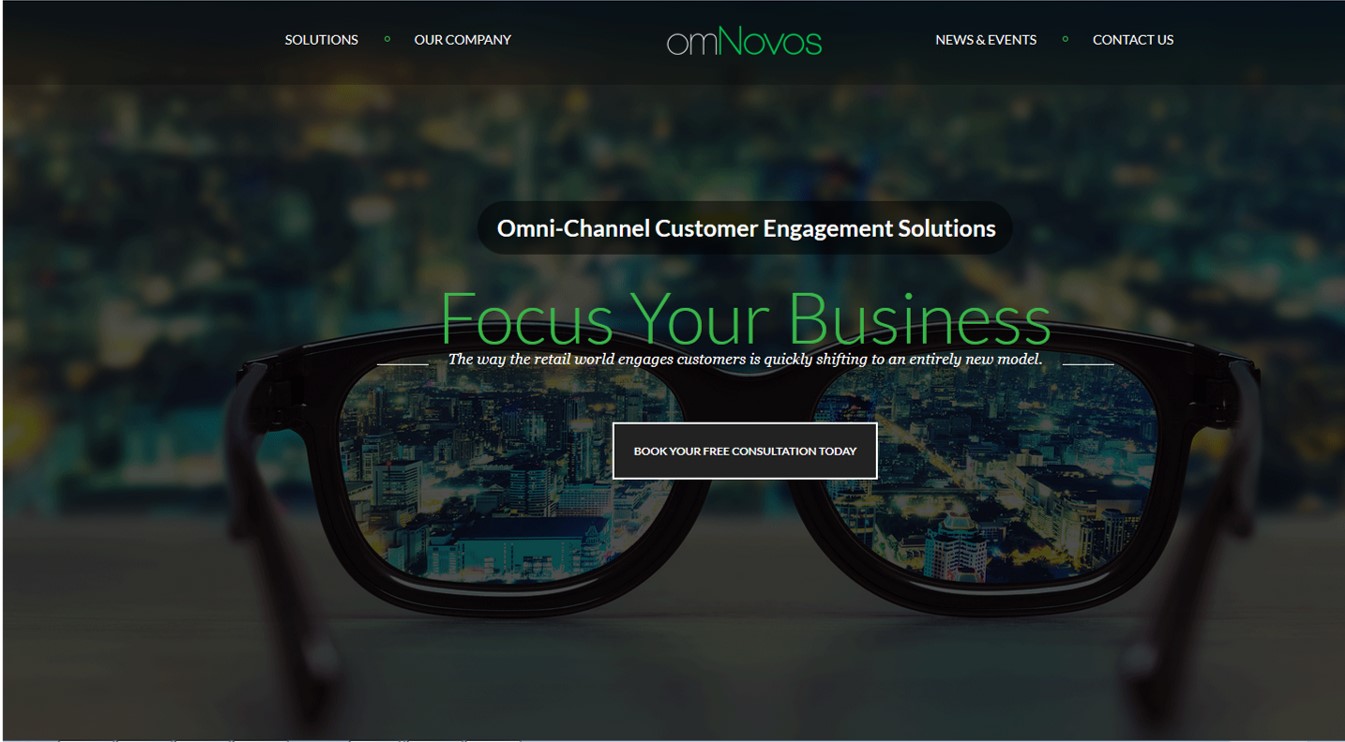 SOLUTIONS
OUR COMPANY
omNovos
NEWS & EVENTS
CONTACT US
Omni-Channel Customer Engagement Solutions
Focus Your Business
The way the retail world engages customers is quickly shifting to an entirely new model.
BOOK YOUR FREE CONSULTATION TODAY